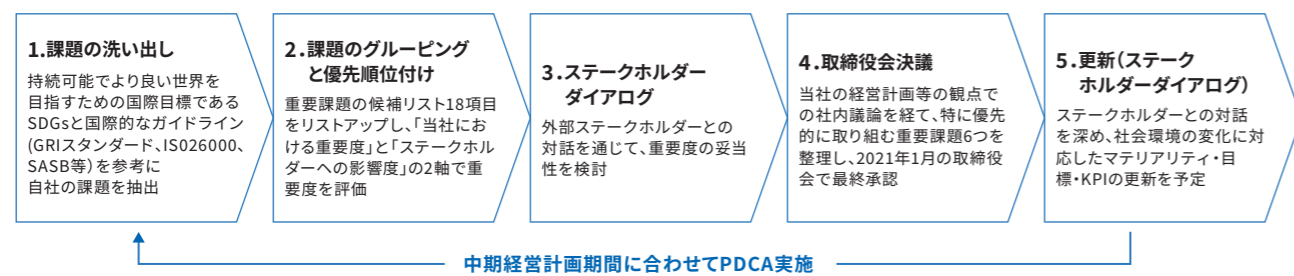 1.課題の洗い出し
持続可能でより良い世界を
目指すための国際目標である
SDGsと国際的なガイドライン
(GRIスタンダード、ISO26000、
SASB等)を参考に
自社の課題を抽出
2.課題のグルーピング
と優先順位付け
重要課題の候補リスト18項目
をリストアップし、「当社にお
ける重要度」と「ステークホル
ダーへの影響度」の2軸で重
要度を評価
3.ステークホルダー
ダイアログ
外部ステークホルダーとの
対話を通じて、重要度の妥当
性を検討
4.取締役会決議
当社の経営計画等の観点で
の社内議論を経て、特に優先
的に取り組む重要課題6つを
整理し、2021年1月の取締役
会で最終承認
5.更新(ステーク
ホルダーダイアログ)
ステークホルダーとの対話
を深め、社会環境の変化に対
応したマテリアリティ・目
標・KPIの更新を予定
中期経営計画期間に合わせてPDCA実施